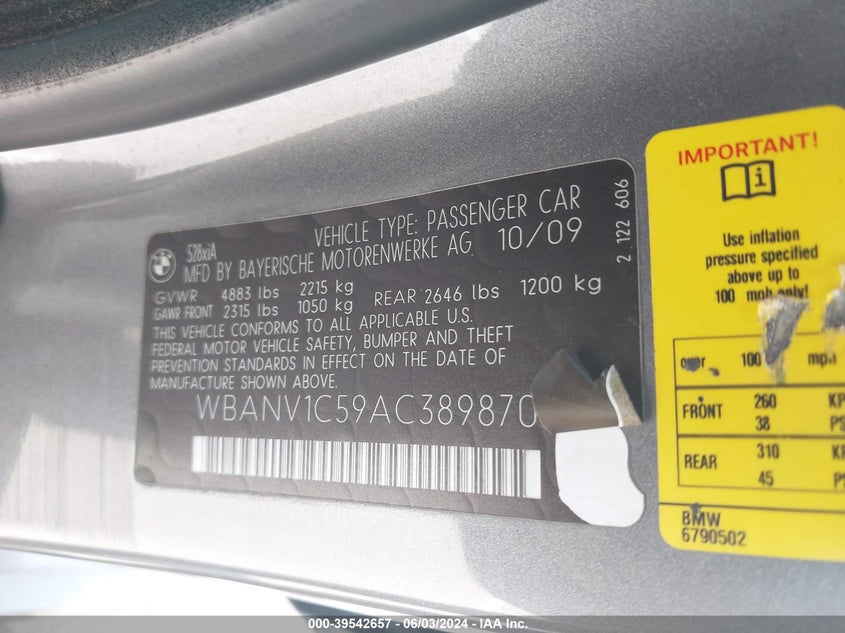 528xiA
VEHICLE TYPE: PASSENGER CAR
MFD BY BAYERISCHE MOTORENWERKE AG 10/09
GVWR 4883 lbs 2215 kg
GAWR FRONT 2315 lbs 1050 kg REAR 2646 lbs 1200 kg
THIS VEHICLE CONFORMS TO ALL APPLICABLE U.S.
FEDERAL MOTOR VEHICLE SAFETY, BUMPER AND THEFT
PREVENTION STANDARDS IN EFFECT ON THE DATE OF
MANUFACTURE SHOWN ABOVE.
WBANV1C59AC389870
2 122 606
IMPORTANT!
Use inflation
pressure specified
above up to
100 mph only!
over 100 mph
FRONT 260
38
REAR 310
45
BMW
6790502
000-39542657 - 06/03/2024 - IAA Inc.